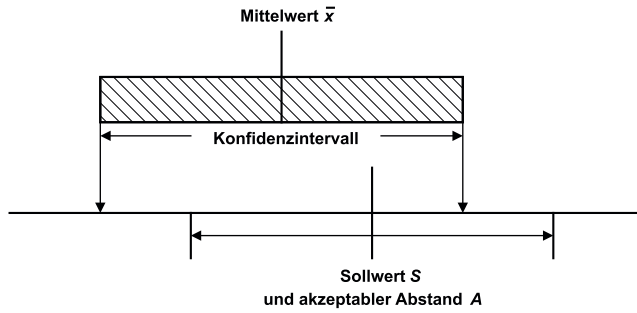 Mittelwert x̄
Konfidenzintervall
Sollwert S
und akzeptabler Abstand A